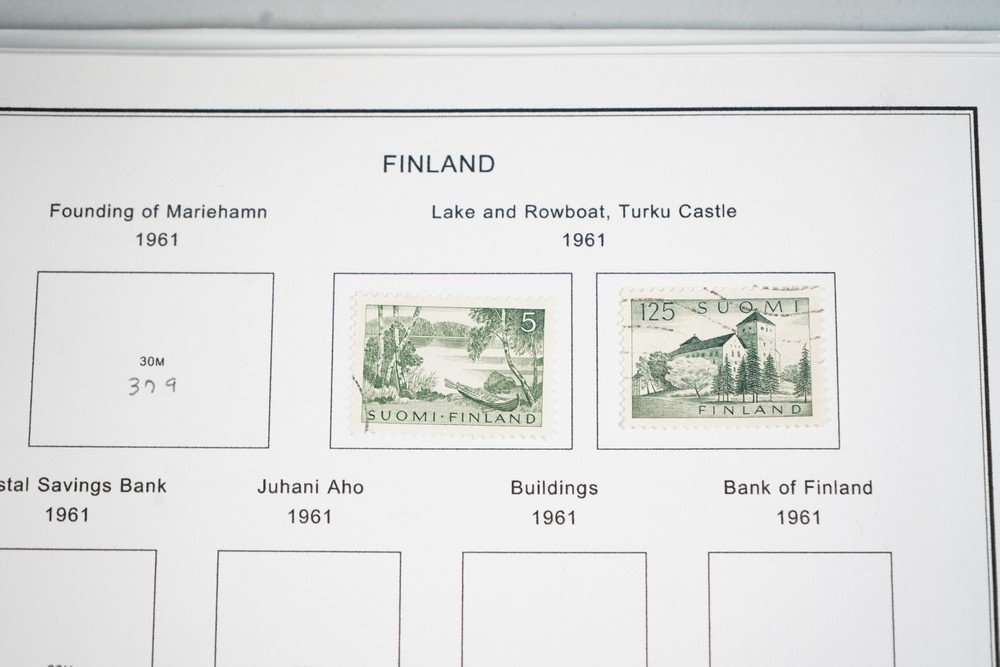 FINLAND
Founding of Mariehamn
1961
Lake and Rowboat, Turku Castle
1961
30M
379
5
SUOMI·FINLAND
125 SUOMI
FINLAND
stal Savings Bank
1961
Juhani Aho
1961
Buildings
1961
Bank of Finland
1961